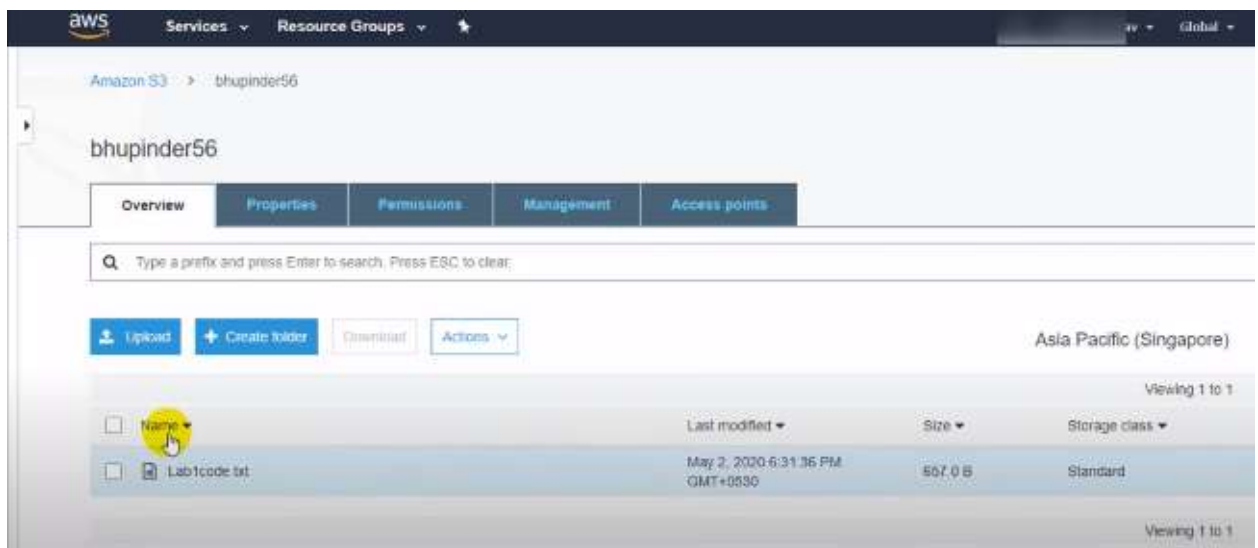 aws Services Resource Groups av Global
Amazon S3 > bhupinder56
bhupinder56
Overview Properties Permissions Management Access points
Type a prefix and press Enter to search. Press ESC to clear.
Upload + Create folder Download Actions Asia Pacific (Singapore)
Viewing 1 to 1
Name Last modified Size Storage class
Lab1code.txt May 2, 2020 6:31:36 PM GMT+0530 Standard
Viewing 1 to 1